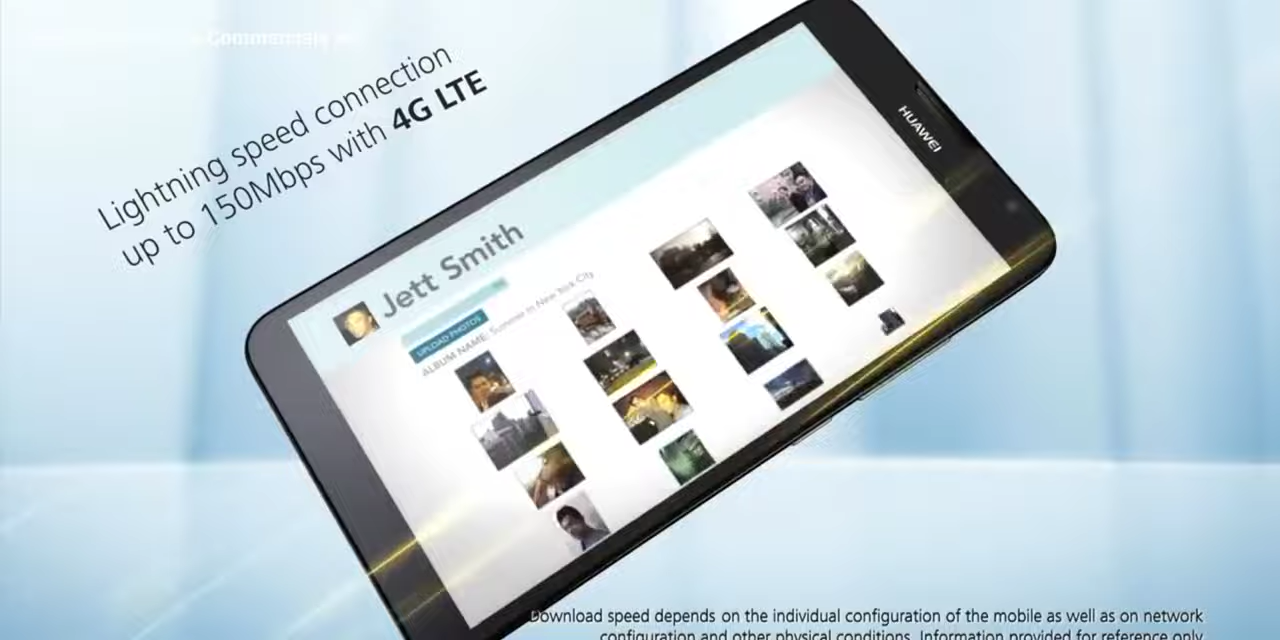 Commercials
Lightning speed connection
up to 150Mbps with 4G LTE
HUAWEI
Jett Smith
UPLOAD PHOTOS
ALBUM NAME: Summer in New York City
Download speed depends on the individual configuration of the mobile as well as on network
configuration and other physical conditions. Information provided for reference only